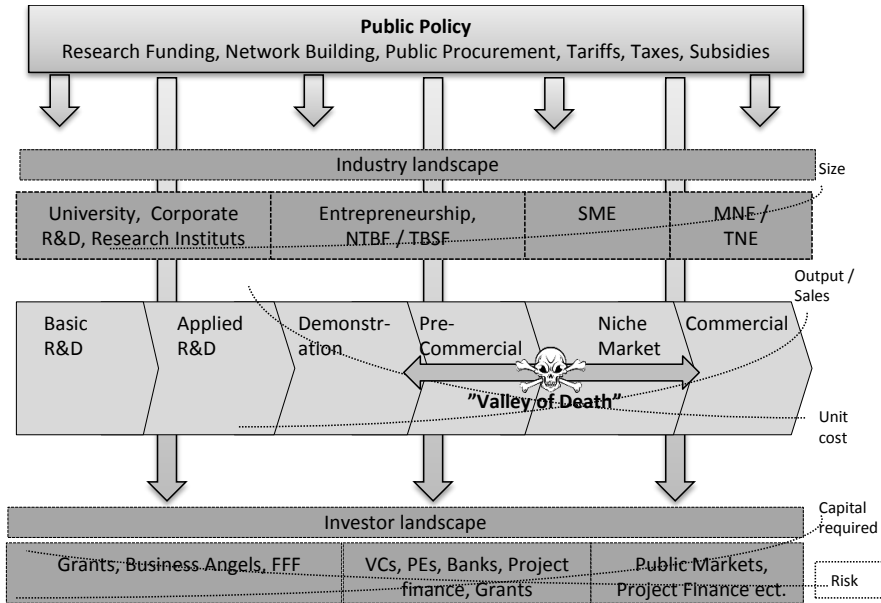 Public Policy
Research Funding, Network Building, Public Procurement, Tariffs, Taxes, Subsidies
Industry landscape
Size
University, Corporate
R&D, Research Instituts
Entrepreneurship,
NTBF / TBSF
SME
MNE /
TNE
Output /
Sales
Basic
R&D
Applied
R&D
Demonstr-
ation
Pre-
Commercial
Niche
Market
Commercial
”Valley of Death”
Unit
cost
Capital
required
Investor landscape
Grants, Business Angels, FFF
VCs, PEs, Banks, Project
finance, Grants
Public Markets,
Project Finance ect.
Risk